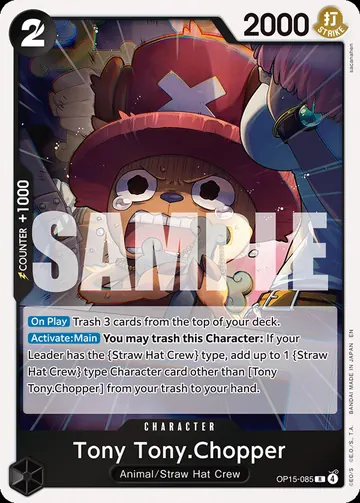 2
2000
打
STRIKE
sacanahen
COUNTER +1000
SAMPLE
On Play Trash 3 cards from the top of your deck.
Activate:Main You may trash this Character: If your
Leader has the {Straw Hat Crew} type, add up to 1 {Straw
Hat Crew} type Character card other than [Tony
Tony.Chopper] from your trash to your hand.
CHARACTER
Tony Tony.Chopper
Animal/Straw Hat Crew
OP15-085 R 4
©E.O./S. ©E.O./S., T.A. BANDAI MADE IN JAPAN EN